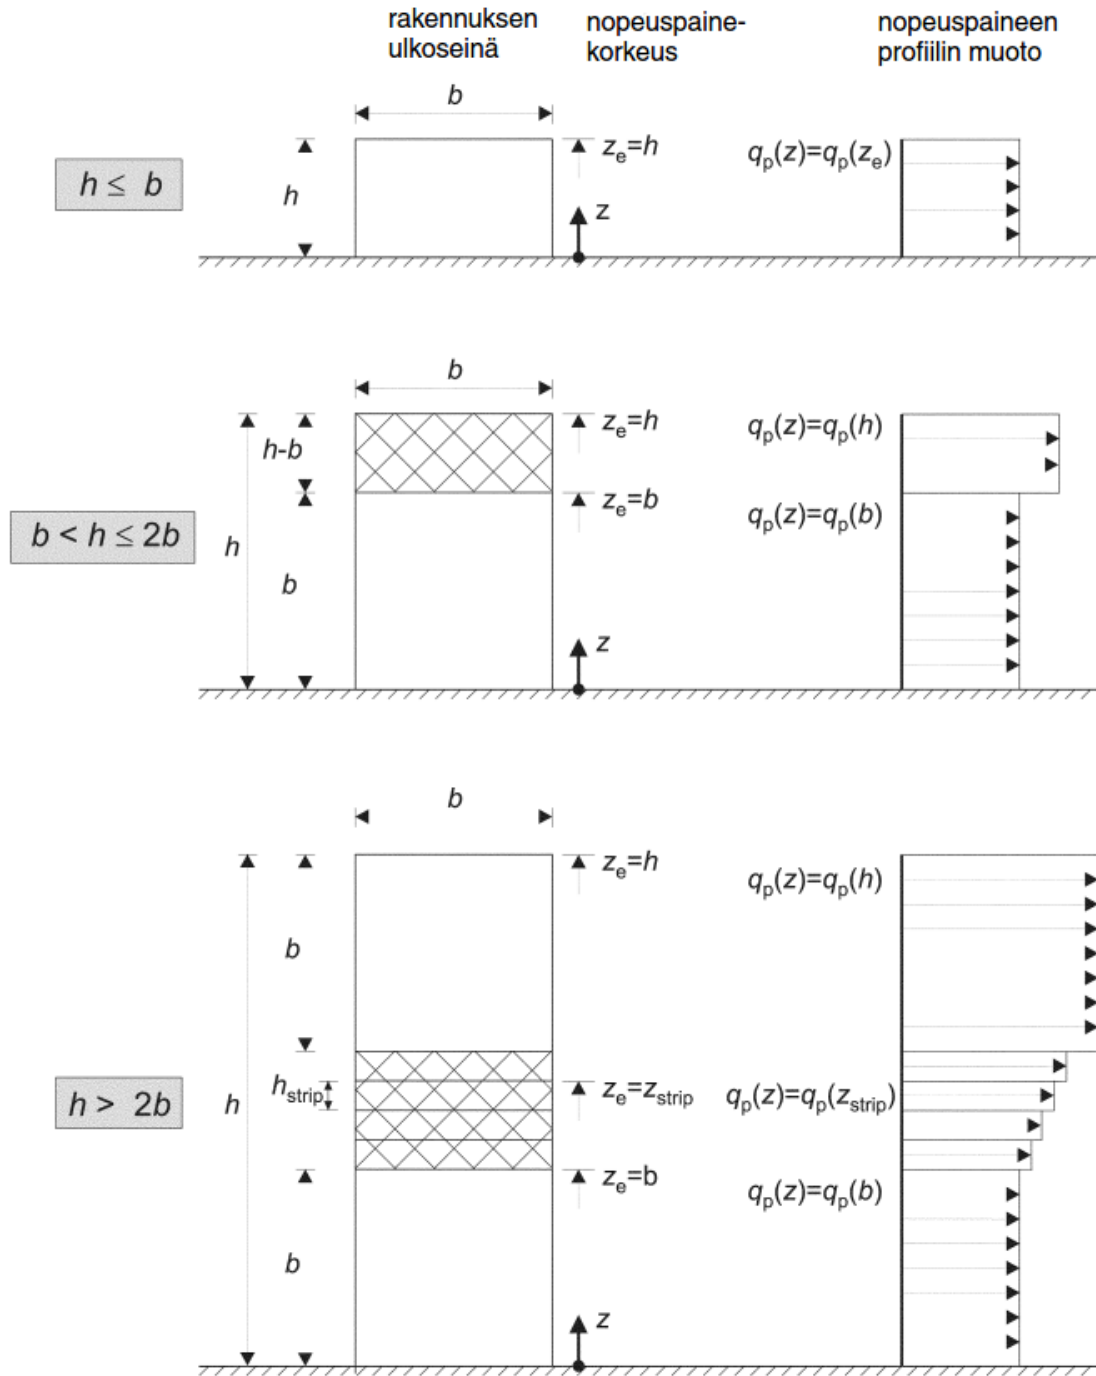 rakennuksen
ulkoseinä
nopeuspaine-
korkeus
nopeuspaineen
profiilin muoto
b
h ≤ b
h
z_e=h
z
q_p(z)=q_p(z_e)
b
b < h ≤ 2b
h
h-b
b
z_e=h
z_e=b
z
q_p(z)=q_p(h)
q_p(z)=q_p(b)
b
h > 2b
h
b
h_strip
b
z_e=h
z_e=z_strip
z_e=b
z
q_p(z)=q_p(h)
q_p(z)=q_p(z_strip)
q_p(z)=q_p(b)